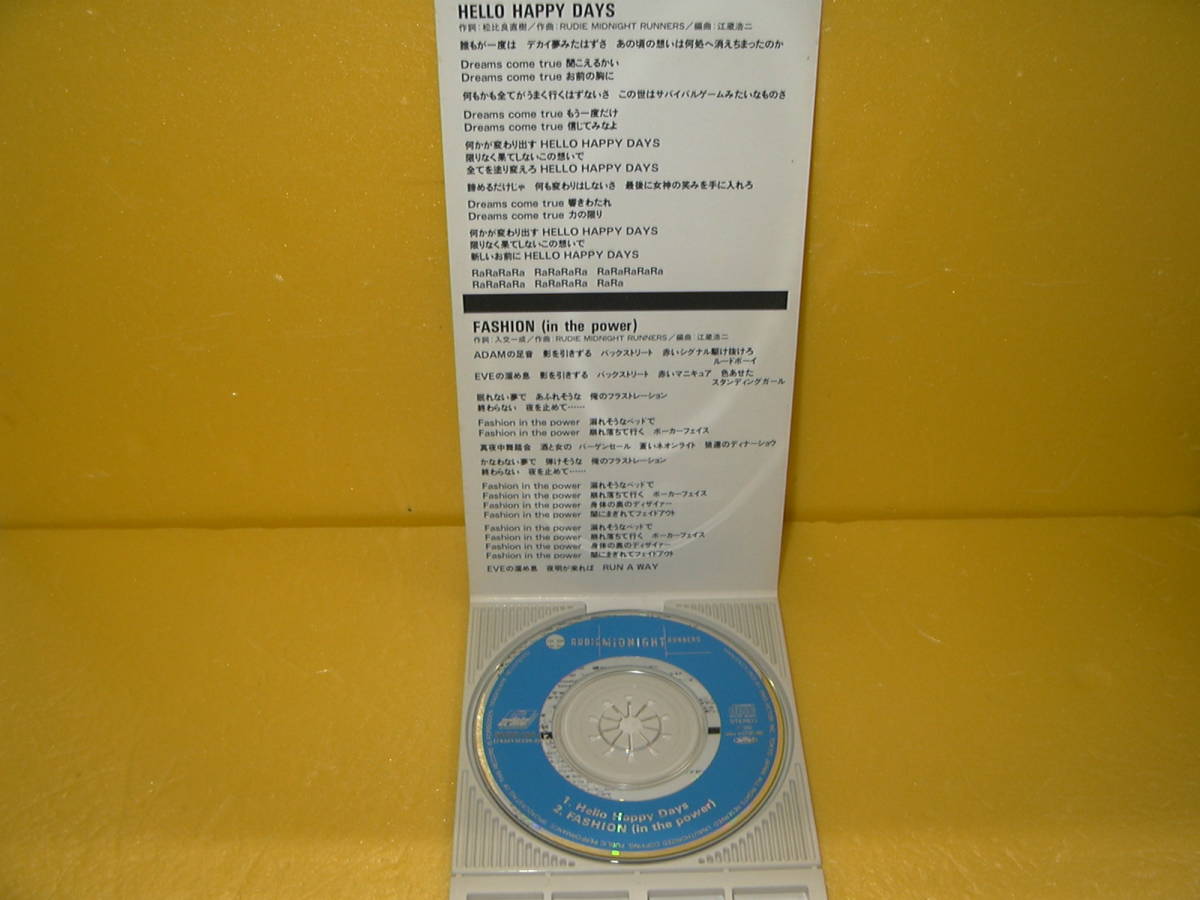 HELLO HAPPY DAYS
作詞：松比良直樹／作曲：RUDIE MIDNIGHT RUNNERS／編曲：江蔵浩二
誰もが一度は　デカイ夢みたはずさ　あの頃の想いは何処へ消えちまったのか
Dreams come true 聞こえるかい
Dreams come true お前の胸に
何もかも全てがうまく行くはずないさ　この世はサバイバルゲームみたいなものさ
Dreams come true もう一度だけ
Dreams come true 信じてみなよ
何かが変わり出す HELLO HAPPY DAYS
限りなく果てしないこの想いで
全てを塗り変えろ HELLO HAPPY DAYS
諦めるだけじゃ　何も変わりはしないさ　最後に女神の笑みを手に入れろ
Dreams come true 響きわたれ
Dreams come true 力の限り
何かが変わり出す HELLO HAPPY DAYS
限りなく果てしないこの想いで
新しいお前に HELLO HAPPY DAYS
RaRaRaRa　RaRaRaRa　RaRaRaRaRa
RaRaRaRa　RaRaRaRa　RaRa
FASHION (in the power)
作詞：入交一成／作曲：RUDIE MIDNIGHT RUNNERS／編曲：江蔵浩二
ADAMの足音　影を引きずる　バックストリート　赤いシグナル駆け抜けろ
ルードボーイ
EVEの溜め息　影を引きずる　バックストリート　赤いマニキュア　色あせた
スタンディングガール
眠れない夢で　あふれそうな　俺のフラストレーション
終わらない　夜を止めて……
Fashion in the power　溺れそうなベッドで
Fashion in the power　崩れ落ちて行く　ポーカーフェイス
真夜中舞踏会　酒と女の　バーゲンセール　蒼いネオンライト　狼達のディナーショウ
かなわない夢で　弾けそうな　俺のフラストレーション
終わらない　夜を止めて……
Fashion in the power　溺れそうなベッドで
Fashion in the power　崩れ落ちて行く　ポーカーフェイス
Fashion in the power　身体の奥のディザイアー
Fashion in the power　闇にまぎれてフェイドアウト
Fashion in the power　溺れそうなベッドで
Fashion in the power　崩れ落ちて行く　ポーカーフェイス
Fashion in the power　身体の奥のディザイアー
Fashion in the power　闇にまぎれてフェイドアウト
EVEの溜め息　夜明が来れば　RUN A WAY
RUDIE MIDNIGHT RUNNERS
1. Hello Happy Days
2. FASHION (in the power)